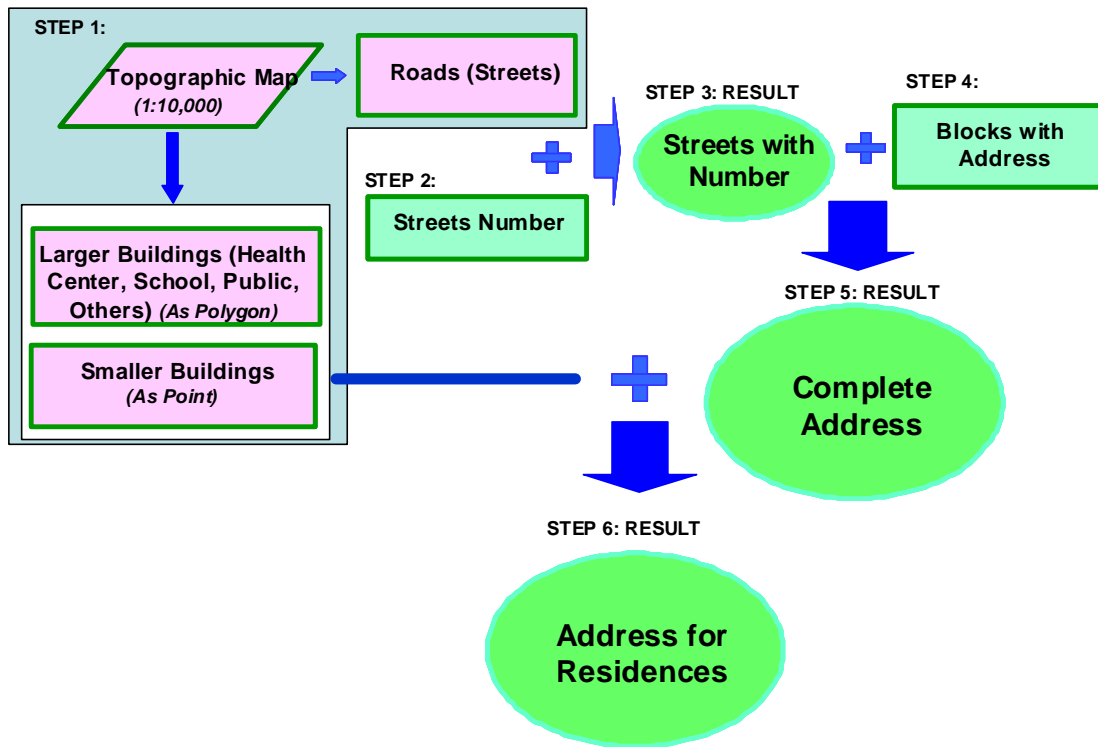 STEP 1:
Topographic Map
(1:10,000)
Roads (Streets)
STEP 2:
Streets Number
STEP 3: RESULT
Streets with
Number
STEP 4:
Blocks with
Address
Larger Buildings (Health
Center, School, Public,
Others) (As Polygon)
Smaller Buildings
(As Point)
STEP 5: RESULT
Complete
Address
STEP 6: RESULT
Address for
Residences